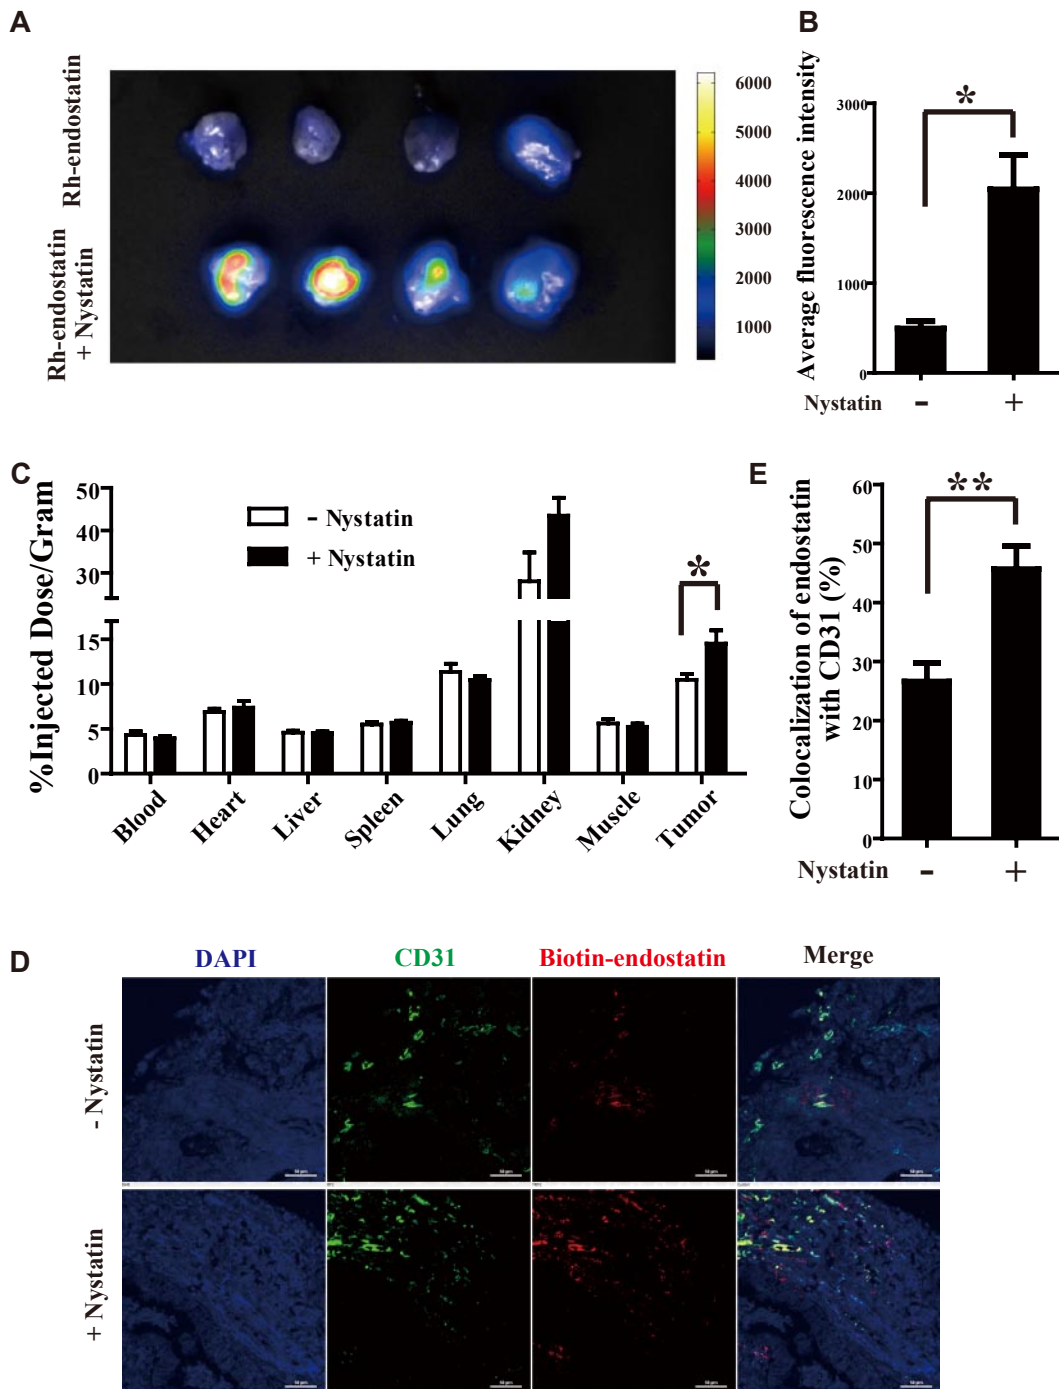 A
Rh-endostatin
Rh-endostatin
+ Nystatin
6000
5000
4000
3000
2000
1000
B
Average fluorescence intensity
3000
2000
1000
0
*
Nystatin - +
C
%Injected Dose/Gram
50
40
30
15
10
5
0
- Nystatin
+ Nystatin
*
Blood
Heart
Liver
Spleen
Lung
Kidney
Muscle
Tumor
E
Colocalization of endostatin
with CD31 (%)
60
50
40
30
20
10
0
**
Nystatin - +
D
DAPI CD31 Biotin-endostatin Merge
- Nystatin
+ Nystatin